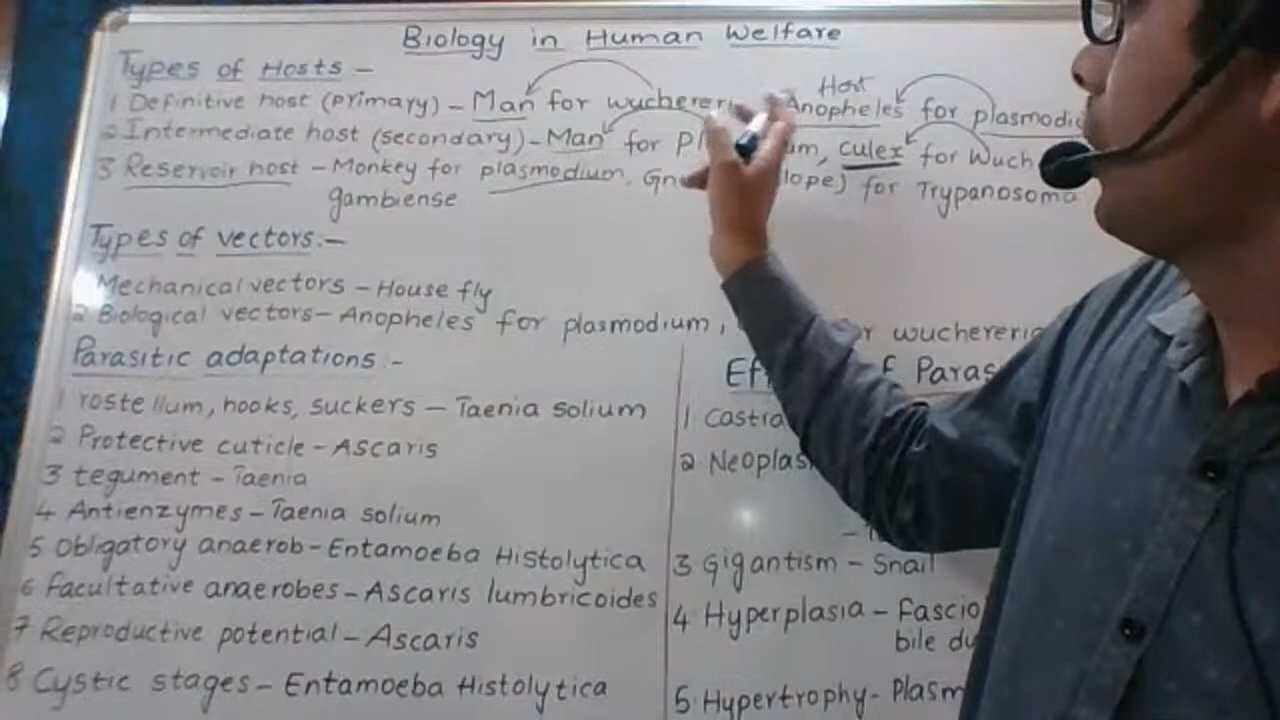 Biology in Human Welfare
Types of Hosts -
Host
1 Definitive host (primary) - Man for wuchereri Anopheles for plasmodiu
2 Intermediate host (secondary) - Man for Pl um, culex for Wuch
3 Reservoir host - Monkey for plasmodium, lope) for Trypanosoma
gambiense
Types of vectors:-
Mechanical vectors - House fly
2 Biological vectors - Anopheles for plasmodium, r wuchereria
Parasitic adaptations:-
1 rostellum, hooks, suckers - Taenia solium
2 Protective cuticle - Ascaris
3 tegument - Taenia
4 Antienzymes - Taenia solium
5 Obligatory anaerob - Entamoeba Histolytica
6 Facultative anaerobes - Ascaris lumbricoides
7 Reproductive potential - Ascaris
8 Cystic stages - Entamoeba Histolytica
Eff f Paras
1 Castra
2 Neoplas
3 Gigantism - Snail
4 Hyperplasia - Fascio
bile du
5 Hypertrophy - Plasm